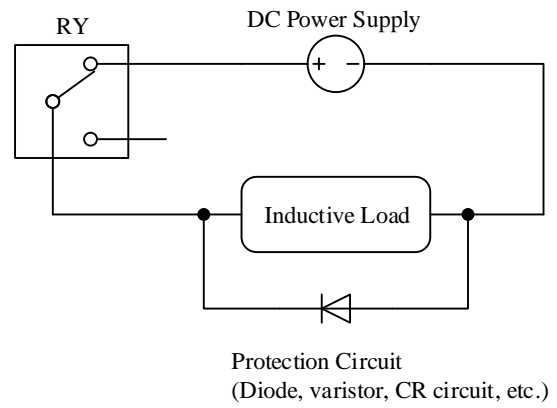 RY
DC Power Supply
+ −
Inductive Load
Protection Circuit
(Diode, varistor, CR circuit, etc.)